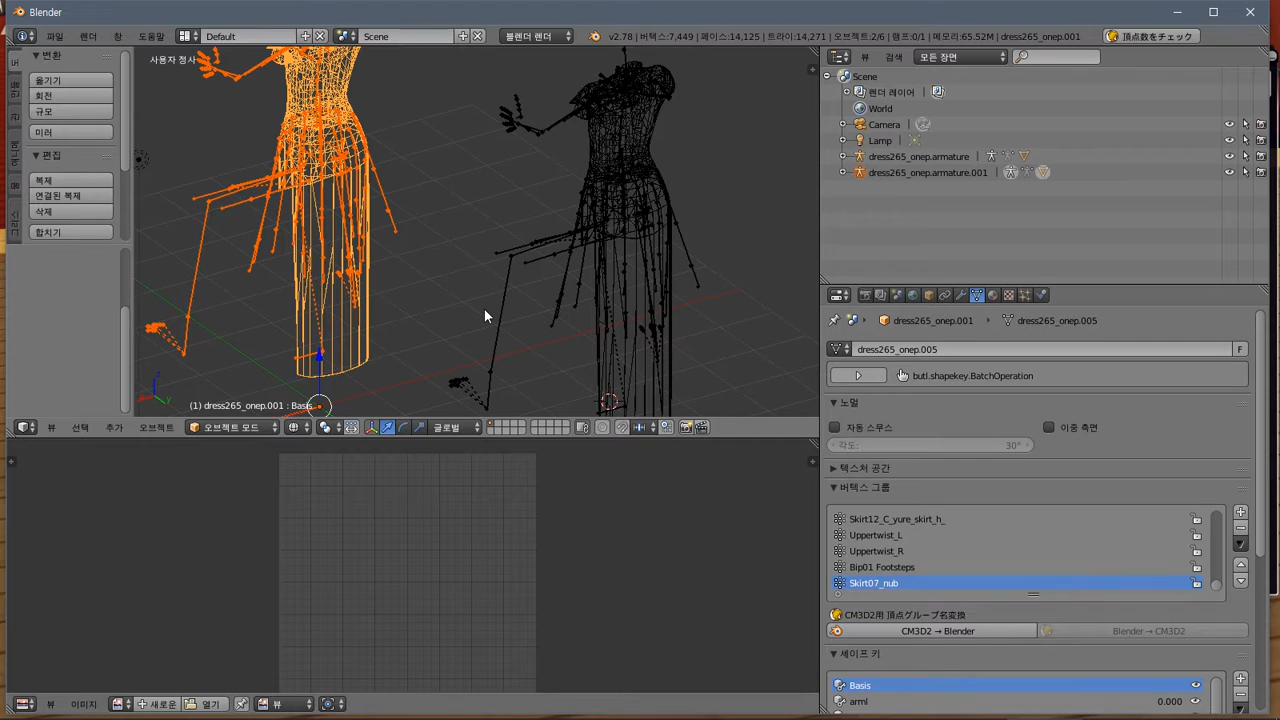 Blender
파일 렌더 창 도움말 Default Scene 블렌더 렌더 v2.78 | 버텍스:7,449 | 페이스:14,125 | 트라이:14,271 | 오브젝트:2/6 | 램프:0/1 | 메모리:65.52M | dress265_onep.001 頂点数をチェック
변환
옮기기
회전
규모
미러
편집
복제
연결된 복제
삭제
합치기
사용자 정사
(1) dress265_onep.001 : Basis
뷰 선택 추가 오브젝트 오브젝트 모드 글로벌
뷰 이미지 새로운 열기 뷰
뷰 검색 모든 장면
Scene
렌더 레이어
World
Camera
Lamp
dress265_onep.armature
dress265_onep.armature.001
dress265_onep.001 dress265_onep.005
dress265_onep.005 F
butl.shapekey.BatchOperation
노멀
자동 스무스 이중 측면
각도: 30°
텍스처 공간
버텍스 그룹
Skirt12_C_yure_skirt_h_
Uppertwist_L
Uppertwist_R
Bip01 Footsteps
Skirt07_nub
CM3D2用 頂点グループ名変換
CM3D2 → Blender Blender → CM3D2
셰이프 키
Basis
arml 0.000